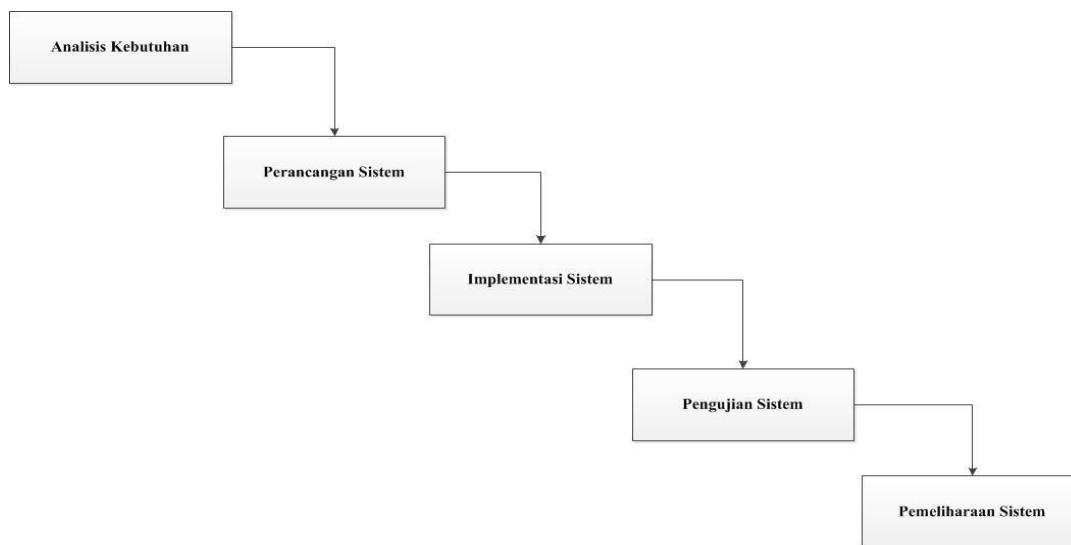 Analisis Kebutuhan
Perancangan Sistem
Implementasi Sistem
Pengujian Sistem
Pemeliharaan Sistem